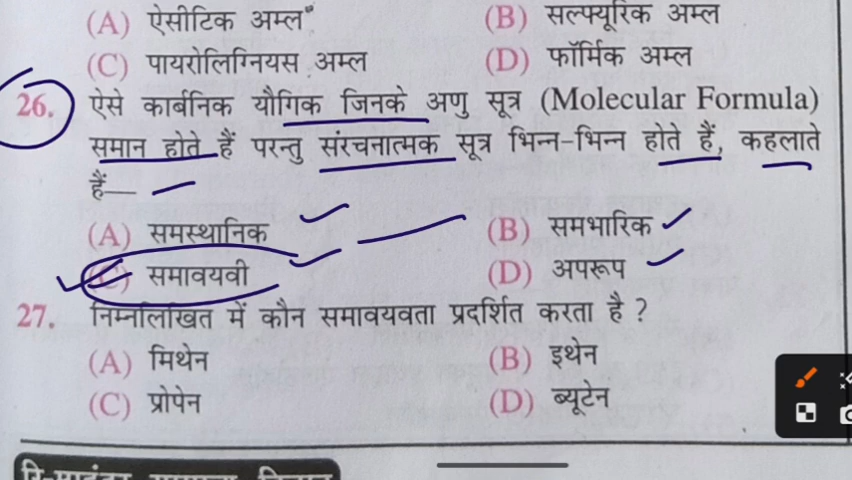 (A) ऐसीटिक अम्ल (B) सल्फ्यूरिक अम्ल
(C) पायरोलिग्नियस अम्ल (D) फॉर्मिक अम्ल
26. ऐसे कार्बनिक यौगिक जिनके अणु सूत्र (Molecular Formula)
समान होते हैं परन्तु संरचनात्मक सूत्र भिन्न-भिन्न होते हैं, कहलाते
हैं—
(A) समस्थानिक (B) समभारिक
(C) समावयवी (D) अपरूप
27. निम्नलिखित में कौन समावयवता प्रदर्शित करता है ?
(A) मिथेन (B) इथेन
(C) प्रोपेन (D) ब्यूटेन